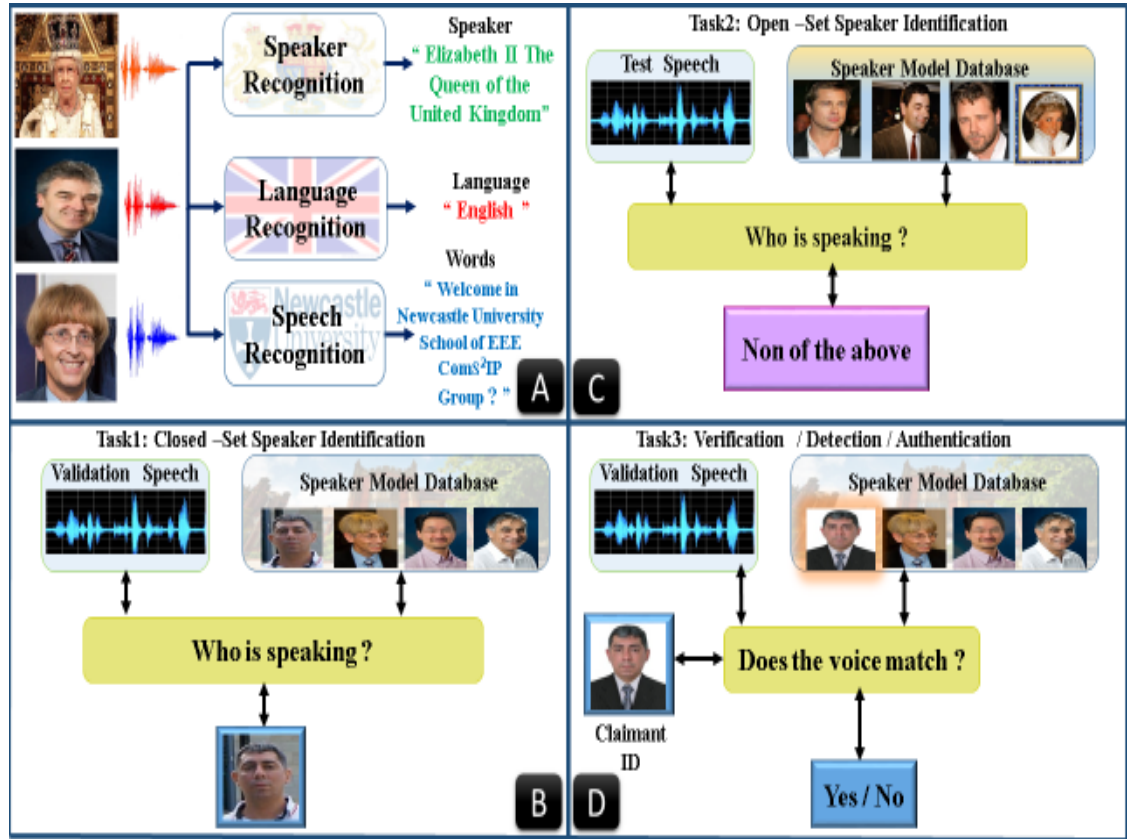 Speaker
Recognition
Speaker
“ Elizabeth II The
Queen of the
United Kingdom”
Language
Recognition
Language
“ English ”
Newcastle
University
Speech
Recognition
Words
“ Welcome in
Newcastle University
School of EEE
ComS²IP
Group ? ”
A
Task2: Open –Set Speaker Identification
Test Speech
Speaker Model Database
Who is speaking ?
Non of the above
C
Task1: Closed –Set Speaker Identification
Validation Speech
Speaker Model Database
Who is speaking ?
B
Task3: Verification / Detection / Authentication
Validation Speech
Speaker Model Database
Does the voice match ?
Claimant
ID
Yes / No
D